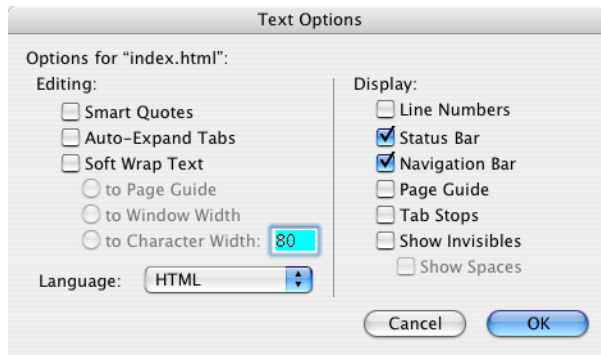 Text Options
Options for “index.html”:
Editing:
Smart Quotes
Auto-Expand Tabs
Soft Wrap Text
to Page Guide
to Window Width
to Character Width: 80
Language: HTML
Display:
Line Numbers
Status Bar
Navigation Bar
Page Guide
Tab Stops
Show Invisibles
Show Spaces
Cancel OK